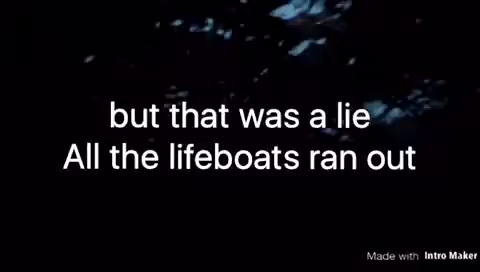 but that was a lie
All the lifeboats ran out
Made with Intro Maker